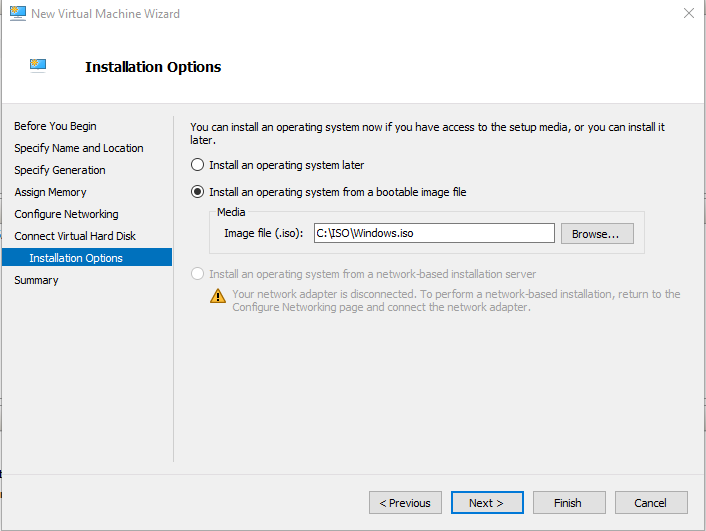 New Virtual Machine Wizard
Installation Options
Before You Begin
Specify Name and Location
Specify Generation
Assign Memory
Configure Networking
Connect Virtual Hard Disk
Installation Options
Summary
You can install an operating system now if you have access to the setup media, or you can install it
later.
Install an operating system later
Install an operating system from a bootable image file
Media
Image file (.iso):
C:\ISO\Windows.iso
Browse...
Install an operating system from a network-based installation server
Your network adapter is disconnected. To perform a network-based installation, return to the
Configure Networking page and connect the network adapter.
< Previous
Next >
Finish
Cancel